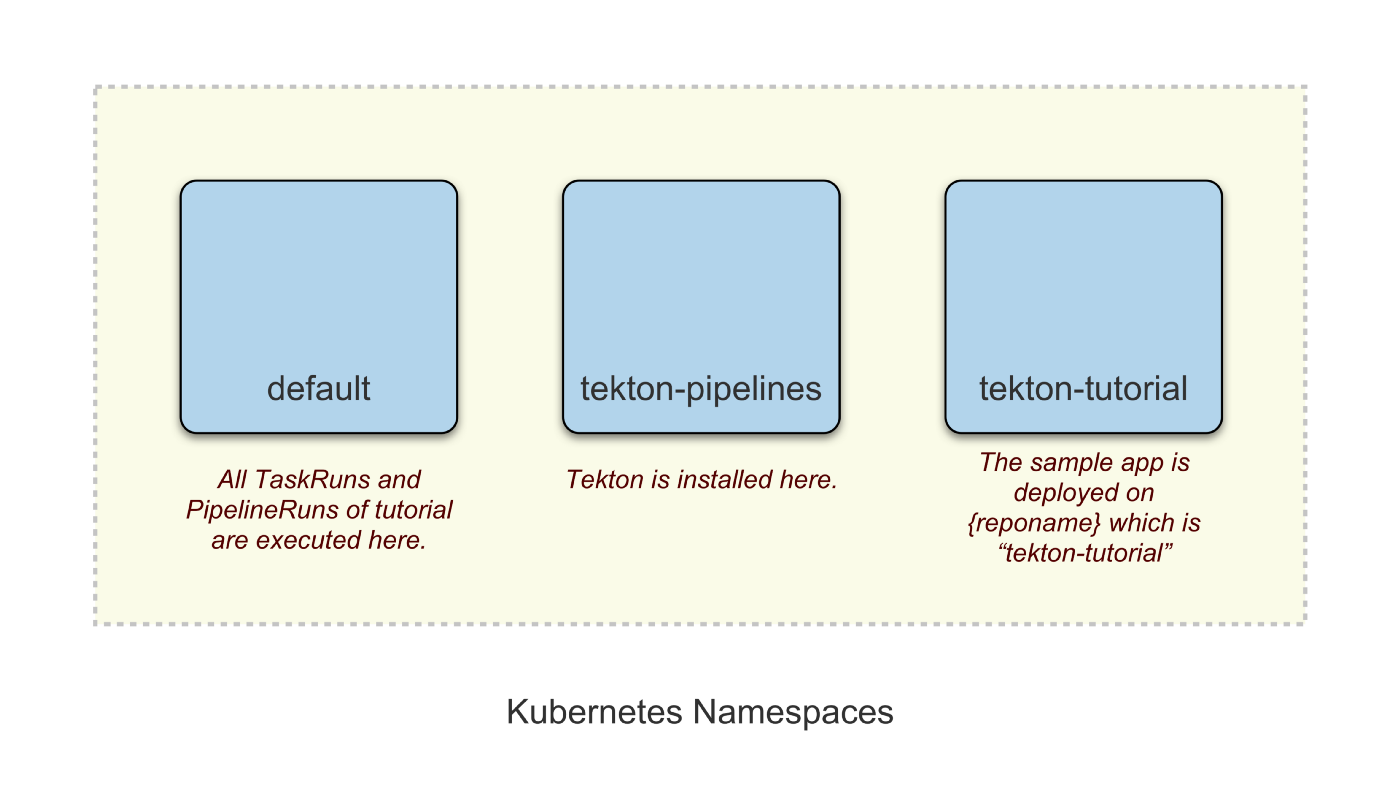 default
All TaskRuns and
PipelineRuns of tutorial
are executed here.
tekton-pipelines
Tekton is installed here.
tekton-tutorial
The sample app is
deployed on
{reponame} which is
“tekton-tutorial”
Kubernetes Namespaces